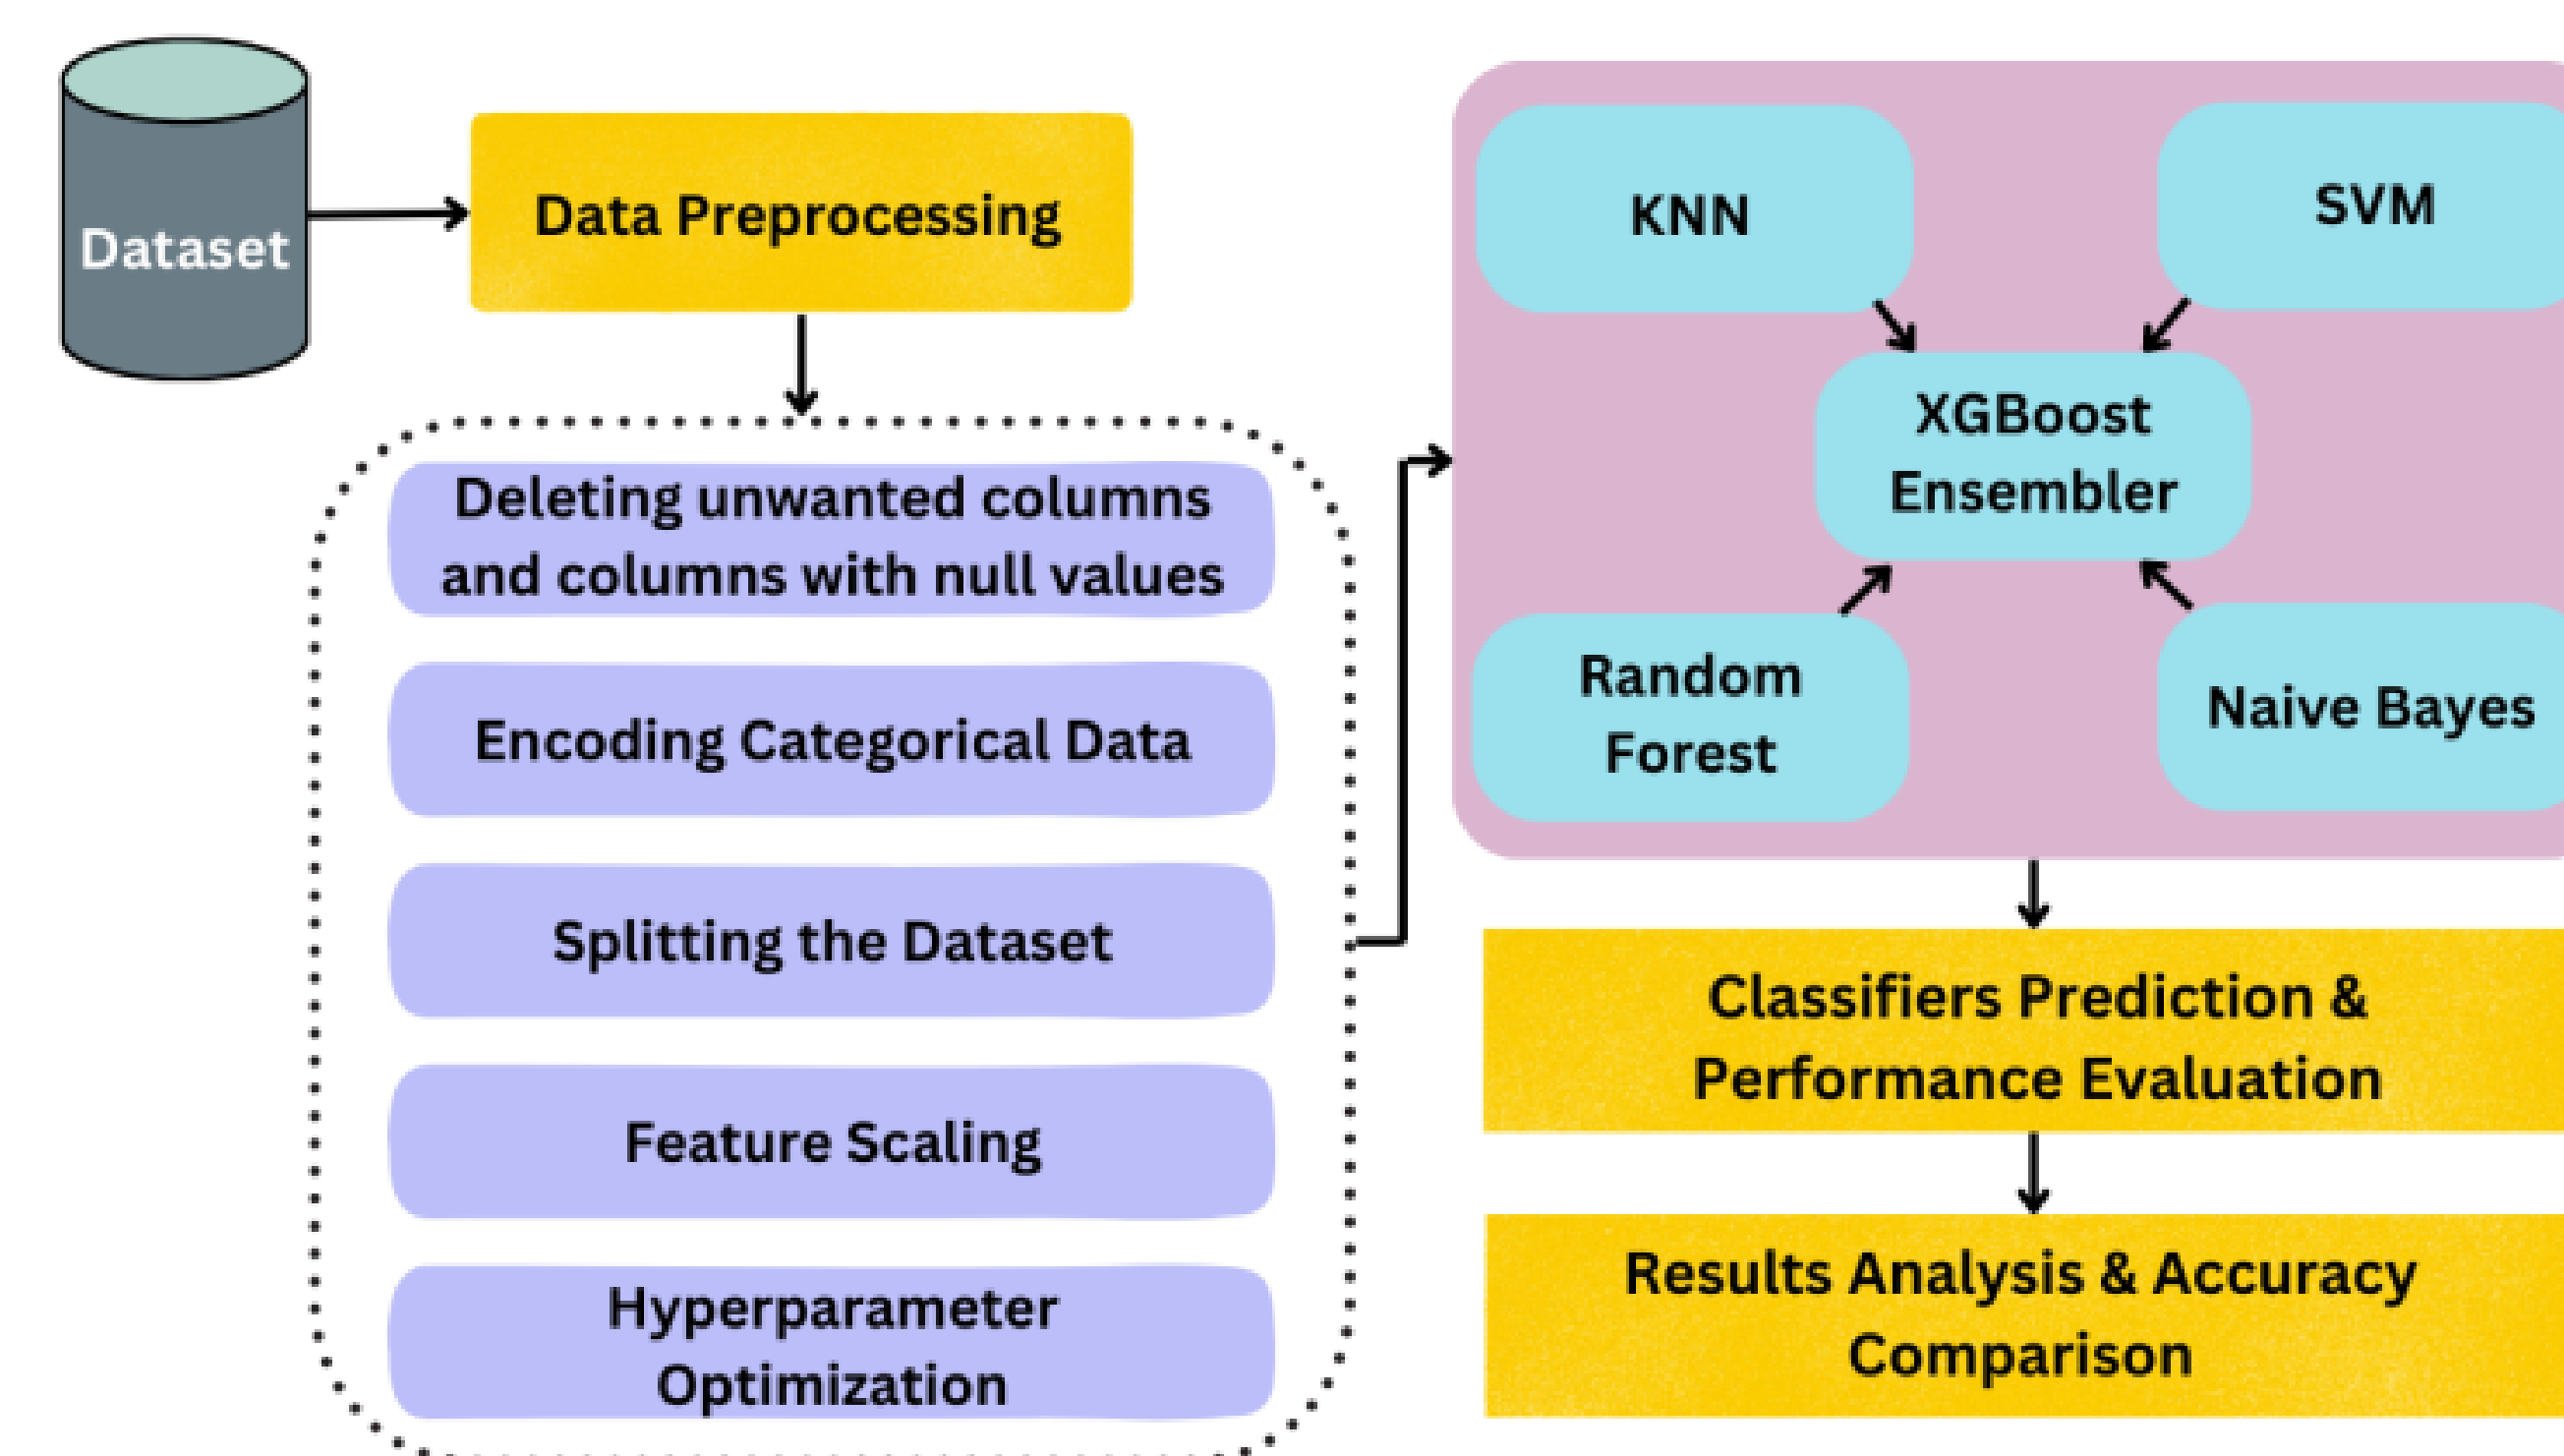 Dataset
Data Preprocessing
Deleting unwanted columns
and columns with null values
Encoding Categorical Data
Splitting the Dataset
Feature Scaling
Hyperparameter
Optimization
KNN
SVM
XGBoost
Ensembler
Random
Forest
Naive Bayes
Classifiers Prediction &
Performance Evaluation
Results Analysis & Accuracy
Comparison